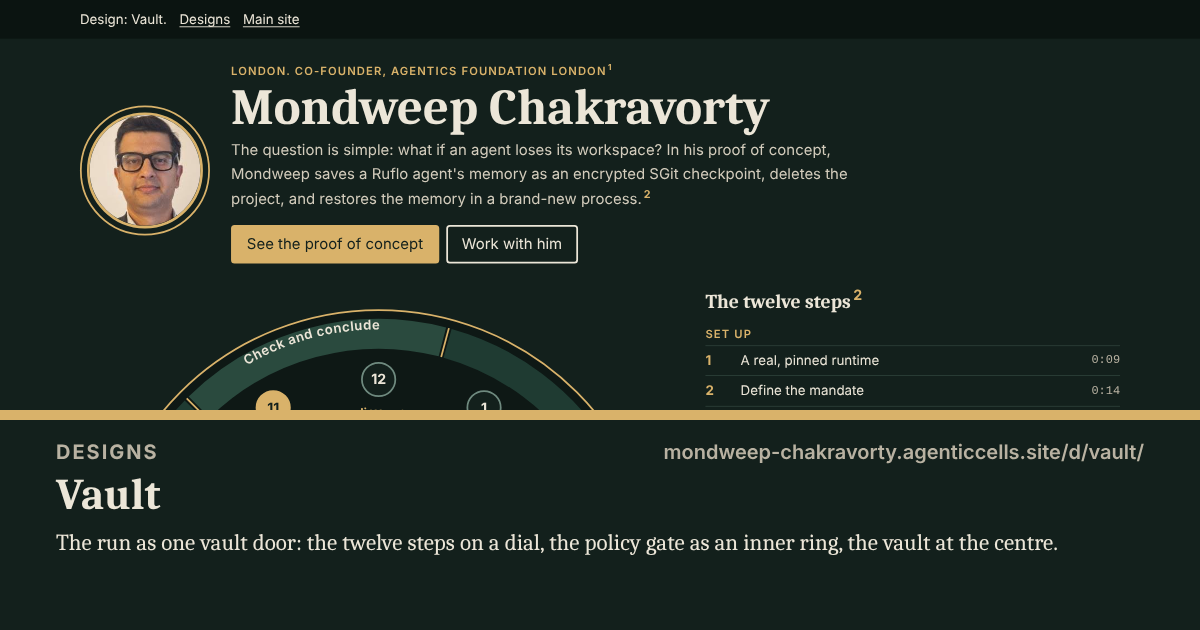 Design: Vault. Designs Main site
LONDON. CO-FOUNDER, AGENTICS FOUNDATION LONDON1
Mondweep Chakravorty
The question is simple: what if an agent loses its workspace? In his proof of concept,
Mondweep saves a Ruflo agent's memory as an encrypted SGit checkpoint, deletes the
project, and restores the memory in a brand-new process.2
See the proof of concept
Work with him
Check and conclude
12
11
1
The twelve steps2
SET UP
1 A real, pinned runtime 0:09
2 Define the mandate 0:14
DESIGNS
mondweep-chakravorty.agenticcells.site/d/vault/
Vault
The run as one vault door: the twelve steps on a dial, the policy gate as an inner ring, the vault at the centre.